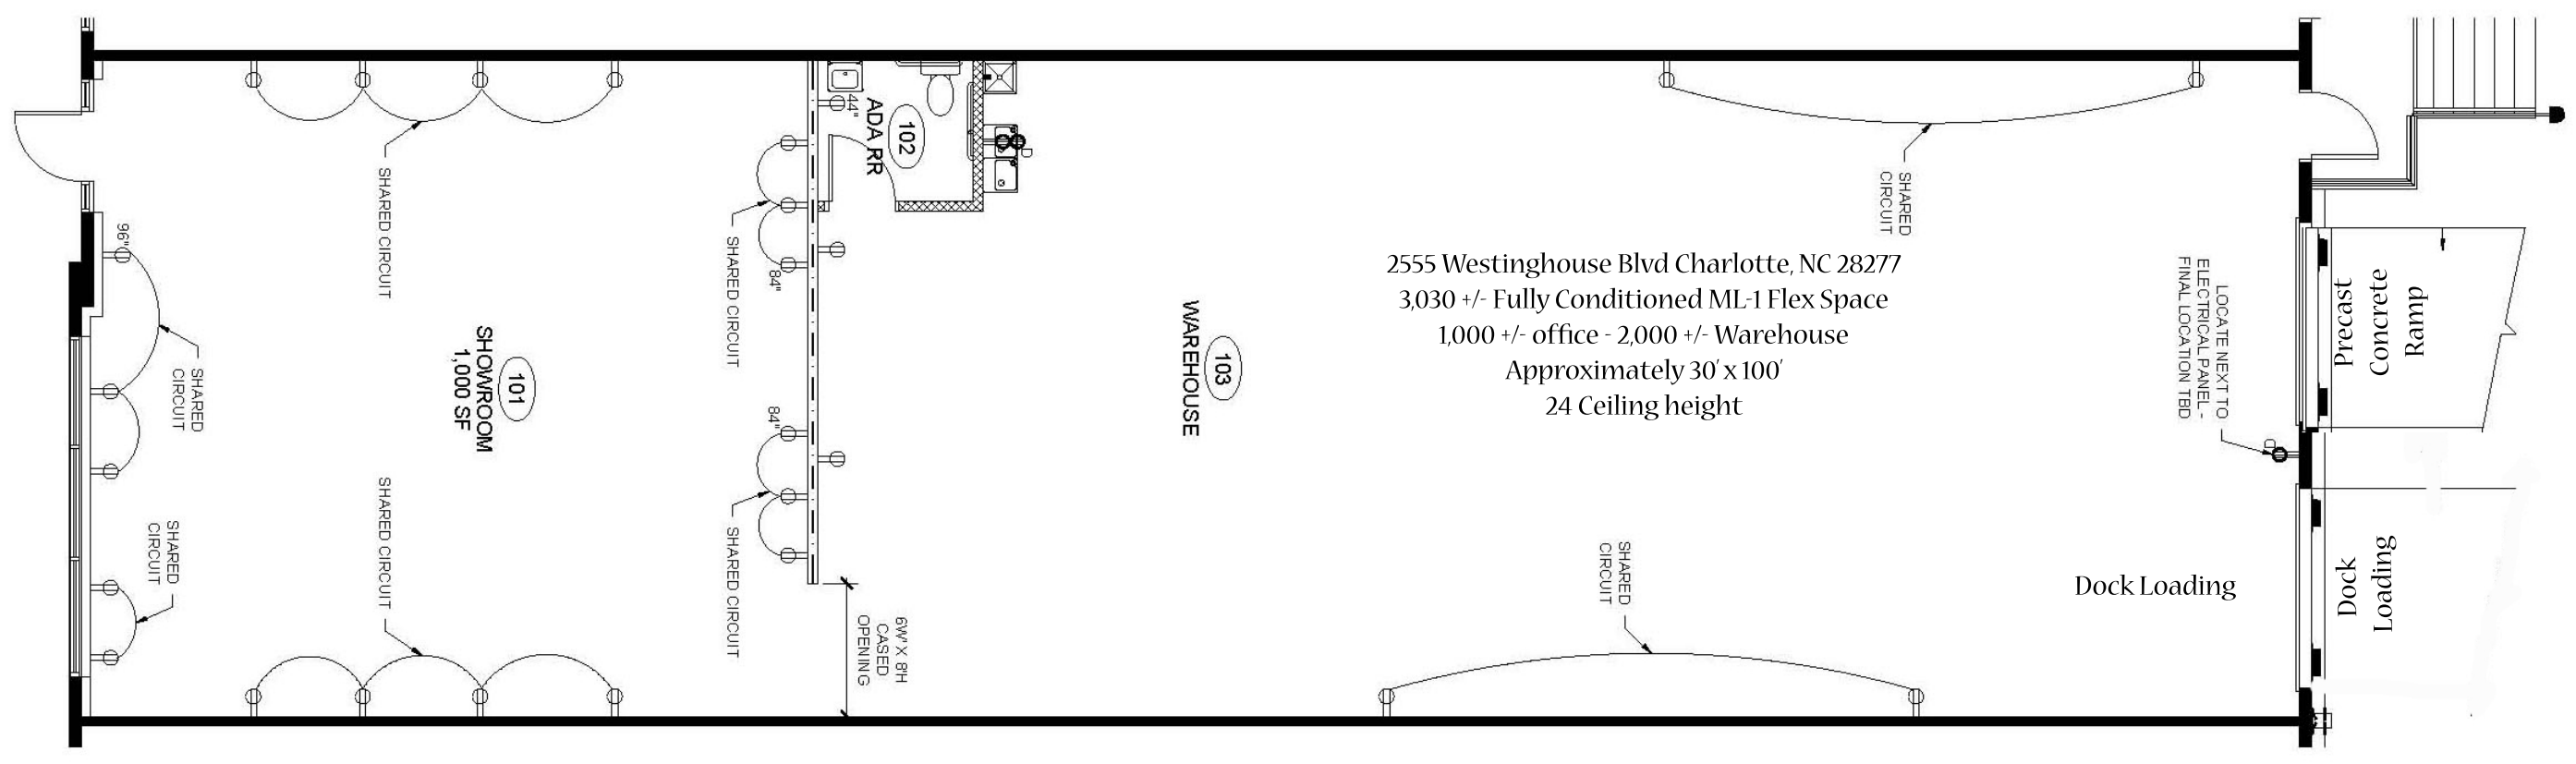 SHARED CIRCUIT
96"
SHARED
CIRCUIT
SHARED
CIRCUIT
SHARED CIRCUIT
101
SHOWROOM
1,000 SF
44"
ADA RR
102
SHARED CIRCUIT
84"
84"
SHARED CIRCUIT
6'W X 8'H
CASED
OPENING
D
103
WAREHOUSE
2555 Westinghouse Blvd Charlotte, NC 28277
3,030 +/- Fully Conditioned ML-1 Flex Space
1,000 +/- office - 2,000 +/- Warehouse
Approximately 30' x 100'
24 Ceiling height
SHARED
CIRCUIT
SHARED
CIRCUIT
LOCATE NEXT TO
ELECTRICAL PANEL -
FINAL LOCATION TBD
D
Dock Loading
Precast
Concrete
Ramp
Dock
Loading